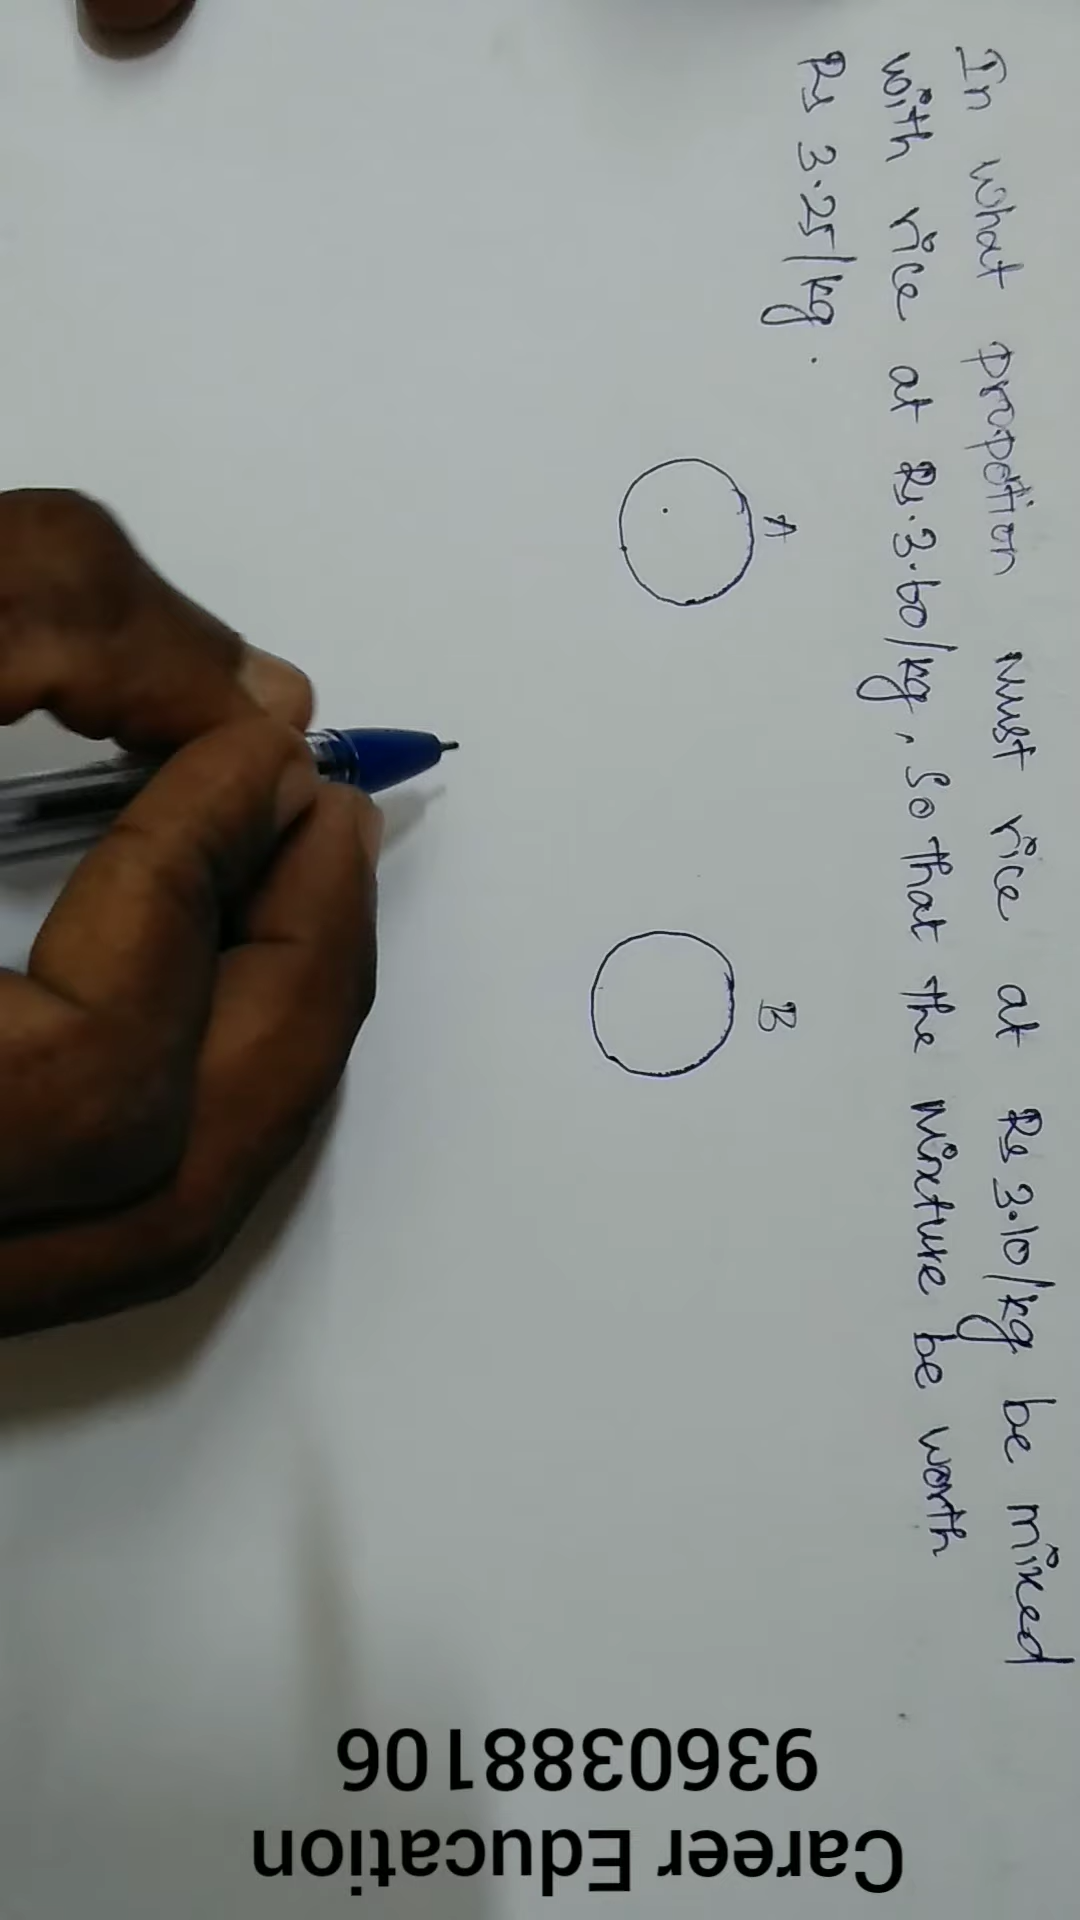 In what propotion must rice at Rs 3.10/kg be mixed
with rice at Rs.3.60/kg, So that the mixture be worth
Rs 3.25/kg.
A
B
9360388106
Career Education